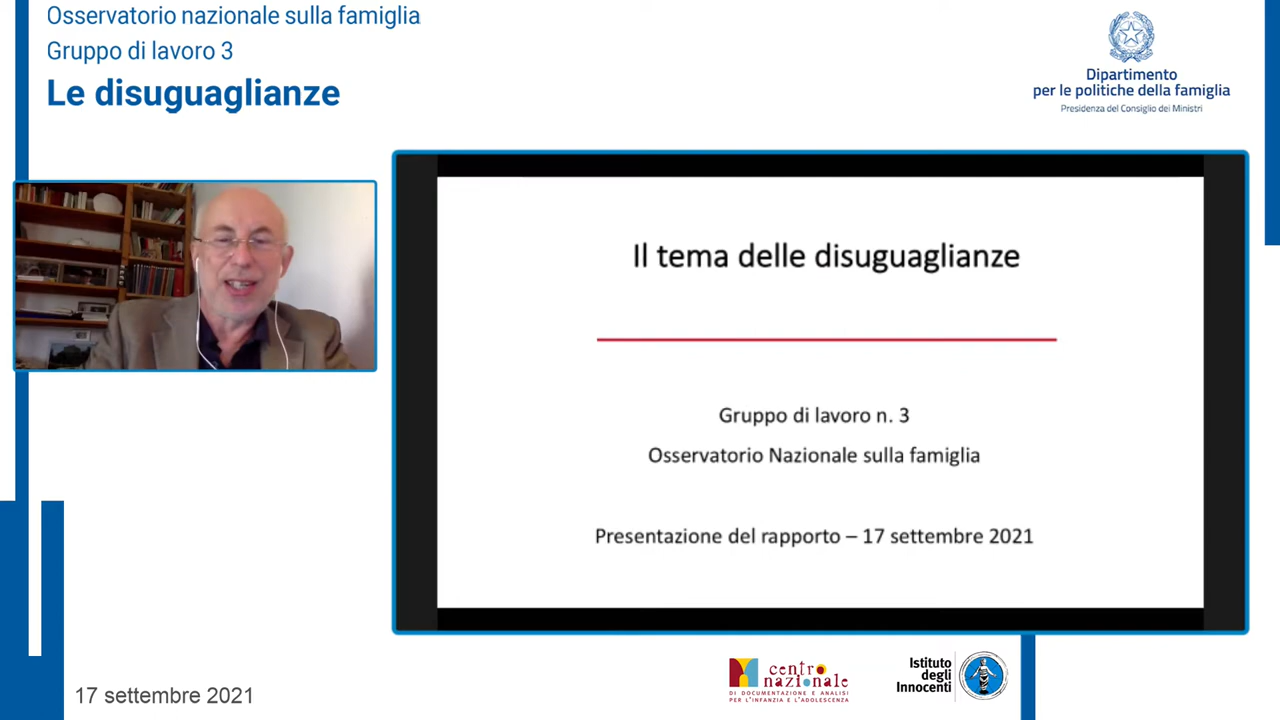 Osservatorio nazionale sulla famiglia
Gruppo di lavoro 3
Le disuguaglianze
Dipartimento
per le politiche della famiglia
Presidenza del Consiglio dei Ministri
Il tema delle disuguaglianze
Gruppo di lavoro n. 3
Osservatorio Nazionale sulla famiglia
Presentazione del rapporto – 17 settembre 2021
17 settembre 2021
centro
nazionale
DI DOCUMENTAZIONE E ANALISI
PER L'INFANZIA E L'ADOLESCENZA
Istituto
degli
Innocenti